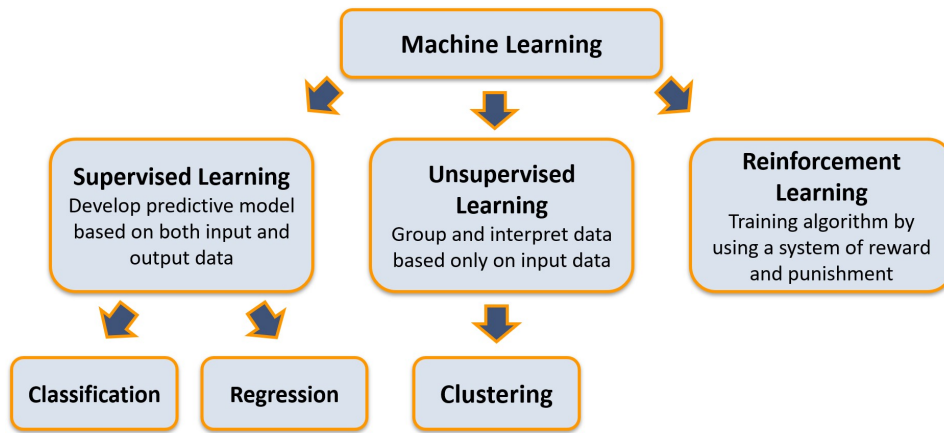 Machine Learning
Supervised Learning
Develop predictive model
based on both input and
output data
Unsupervised
Learning
Group and interpret data
based only on input data
Reinforcement
Learning
Training algorithm by
using a system of reward
and punishment
Classification
Regression
Clustering